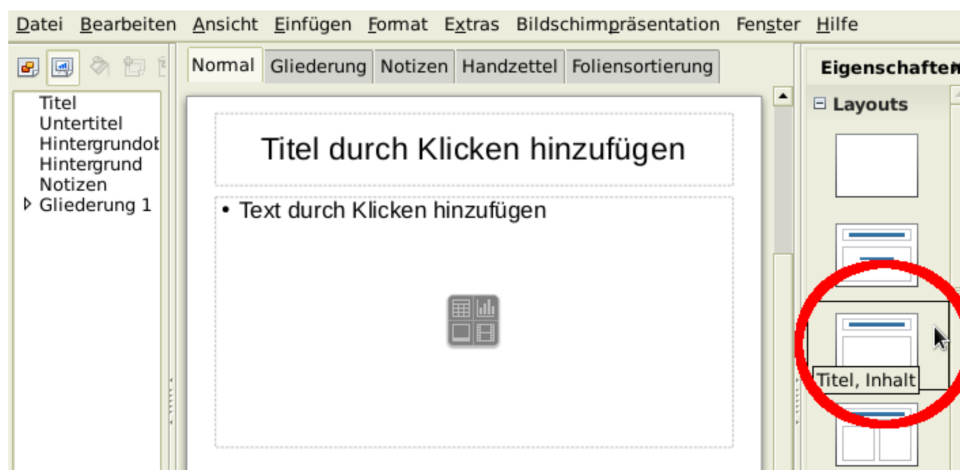 Datei Bearbeiten Ansicht Einfügen Format Extras Bildschirmpräsentation Fenster Hilfe
Normal Gliederung Notizen Handzettel Foliensortierung
Eigenschaften
Titel
Untertitel
Hintergrundob
Hintergrund
Notizen
Gliederung 1
Titel durch Klicken hinzufügen
• Text durch Klicken hinzufügen
Layouts
Titel, Inhalt